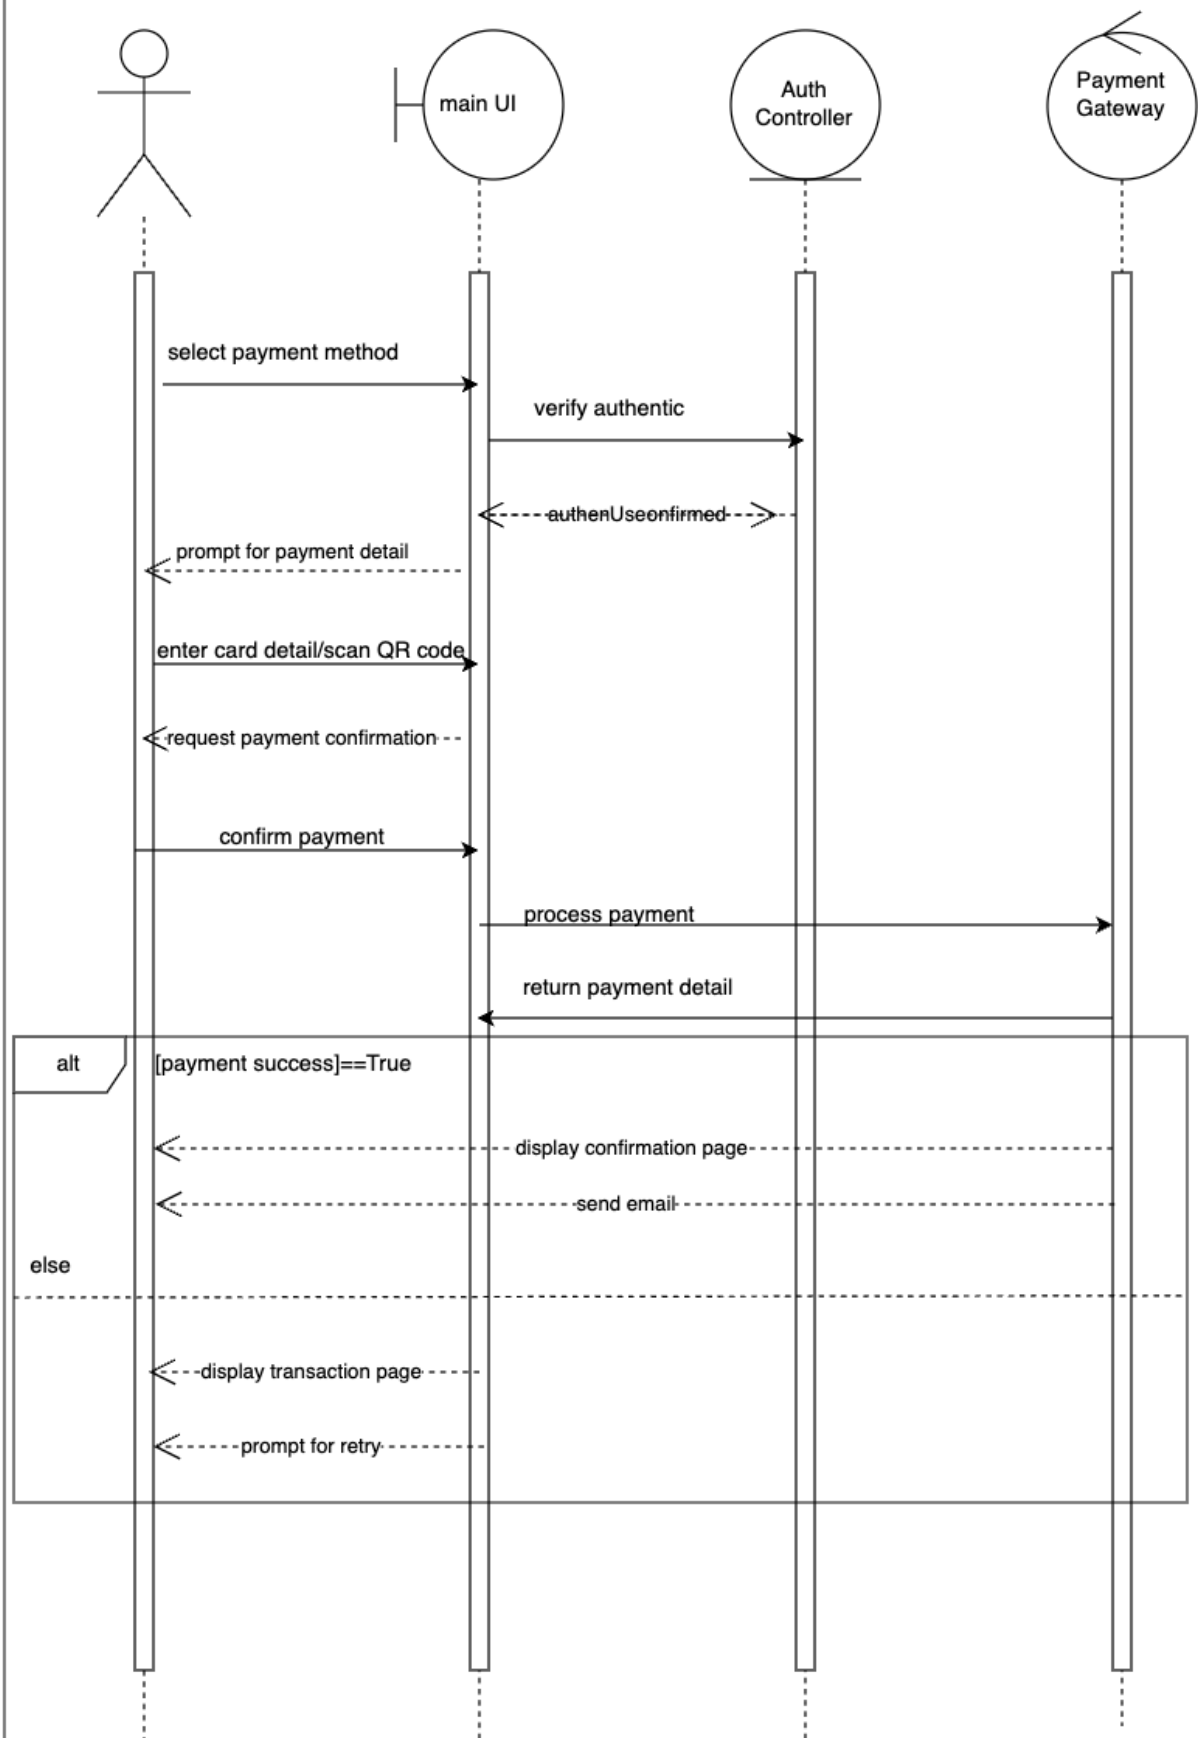 main UI
Auth
Controller
Payment
Gateway
select payment method
verify authentic
authenUseonfirmed
prompt for payment detail
enter card detail/scan QR code
request payment confirmation
confirm payment
process payment
return payment detail
alt
[payment success]==True
display confirmation page
send email
else
display transaction page
prompt for retry